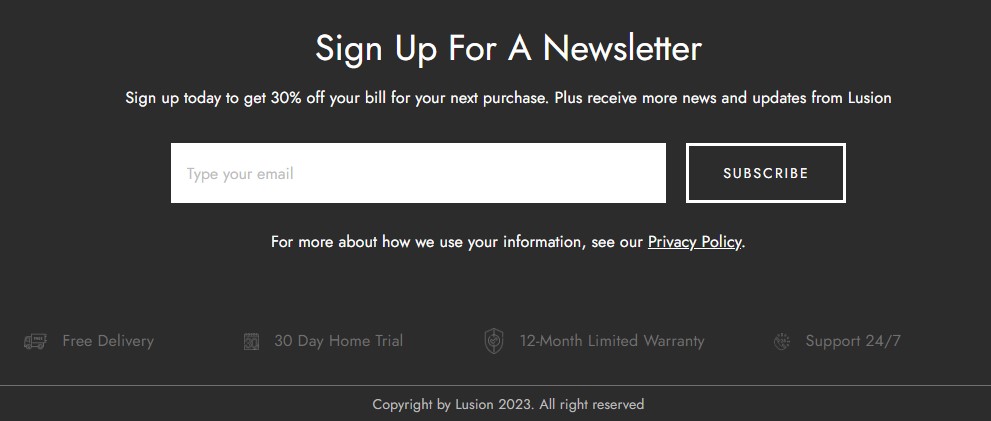 Sign Up For A Newsletter
Sign up today to get 30% off your bill for your next purchase. Plus receive more news and updates from Lusion
Type your email
SUBSCRIBE
For more about how we use your information, see our Privacy Policy.
Free Delivery
30 Day Home Trial
12-Month Limited Warranty
Support 24/7
Copyright by Lusion 2023. All right reserved